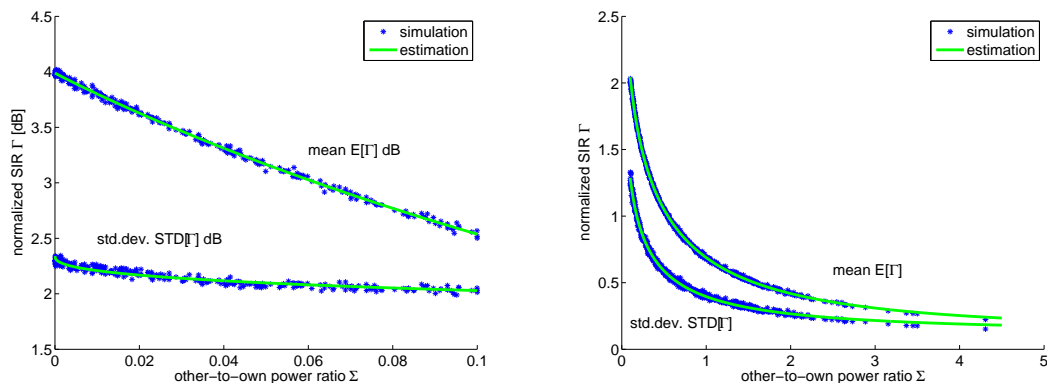 4.5
4
3.5
3
2.5
2
1.5
normalized SIR Γ [dB]
simulation
estimation
mean E[Γ] dB
std.dev. STD[Γ] dB
0 0.02 0.04 0.06 0.08 0.1
other-to-own power ratio Σ
2.5
2
1.5
1
0.5
0
normalized SIR Γ
simulation
estimation
mean E[Γ]
std.dev. STD[Γ]
0 1 2 3 4 5
other-to-own power ratio Σ